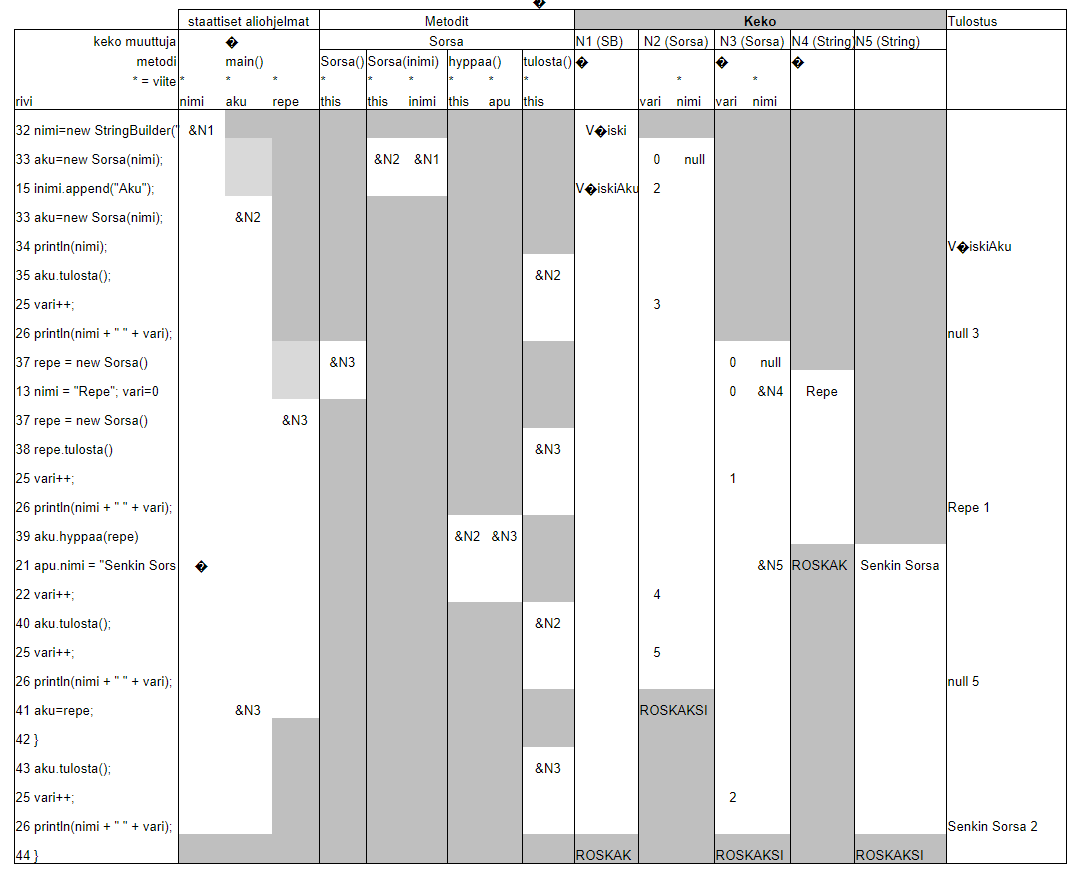 �
staattiset aliohjelmat Metodit Keko Tulostus
keko muuttuja � Sorsa N1 (SB) N2 (Sorsa) N3 (Sorsa) N4 (String) N5 (String)
metodi main() Sorsa() Sorsa(inimi) hyppaa() tulosta() � � �
* = viite * * * * * * * * * * *
rivi nimi aku repe this this inimi this apu this vari nimi vari nimi
32 nimi=new StringBuilder(" &N1 V�iski
33 aku=new Sorsa(nimi); &N2 &N1 0 null
15 inimi.append("Aku"); V�iskiAku 2
33 aku=new Sorsa(nimi); &N2
34 println(nimi); V�iskiAku
35 aku.tulosta(); &N2
25 vari++; 3
26 println(nimi + " " + vari); null 3
37 repe = new Sorsa() &N3 0 null
13 nimi = "Repe"; vari=0 0 &N4 Repe
37 repe = new Sorsa() &N3
38 repe.tulosta() &N3
25 vari++; 1
26 println(nimi + " " + vari); Repe 1
39 aku.hyppaa(repe) &N2 &N3
21 apu.nimi = "Senkin Sors � &N5 ROSKAK Senkin Sorsa
22 vari++; 4
40 aku.tulosta(); &N2
25 vari++; 5
26 println(nimi + " " + vari); null 5
41 aku=repe; &N3 ROSKAKSI
42 }
43 aku.tulosta(); &N3
25 vari++; 2
26 println(nimi + " " + vari); Senkin Sorsa 2
44 } ROSKAK ROSKAKSI ROSKAKSI